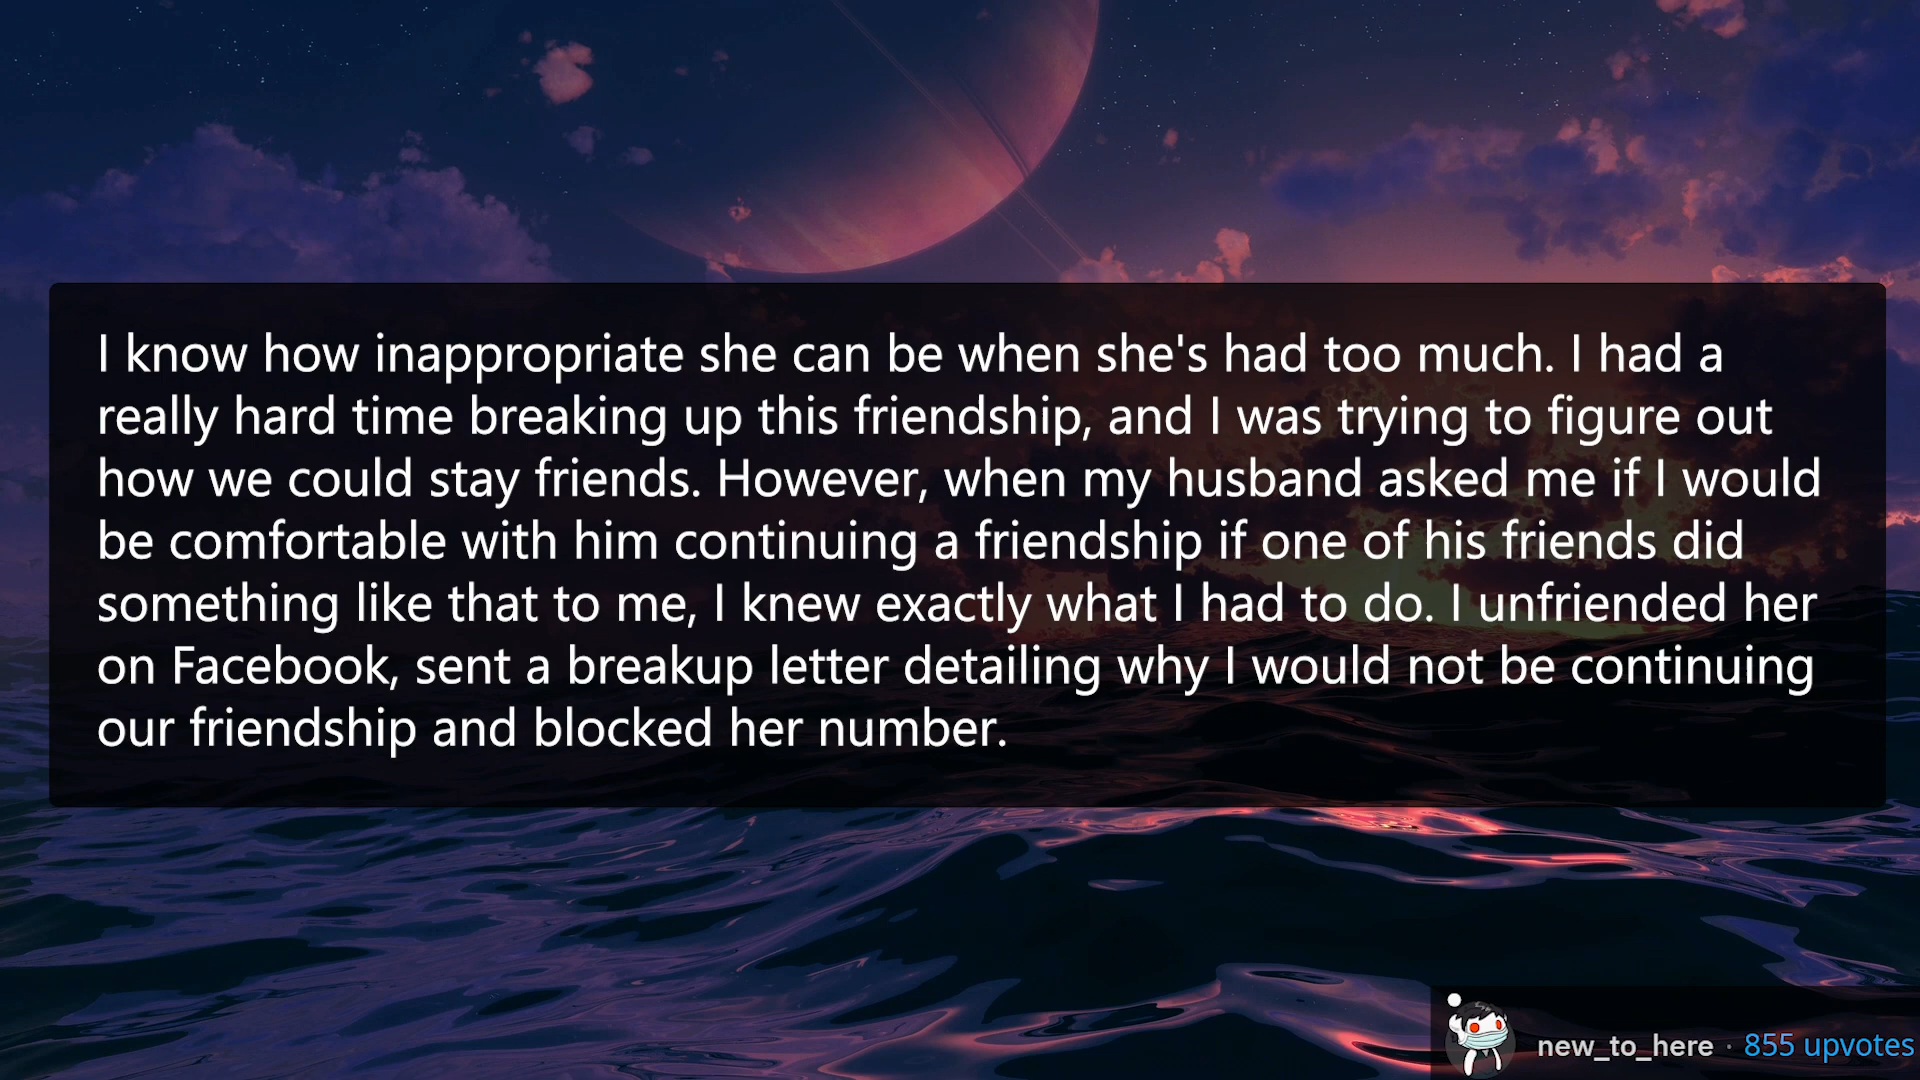 I know how inappropriate she can be when she's had too much. I had a
really hard time breaking up this friendship, and I was trying to figure out
how we could stay friends. However, when my husband asked me if I would
be comfortable with him continuing a friendship if one of his friends did
something like that to me, I knew exactly what I had to do. I unfriended her
on Facebook, sent a breakup letter detailing why I would not be continuing
our friendship and blocked her number.
new_to_here · 855 upvotes